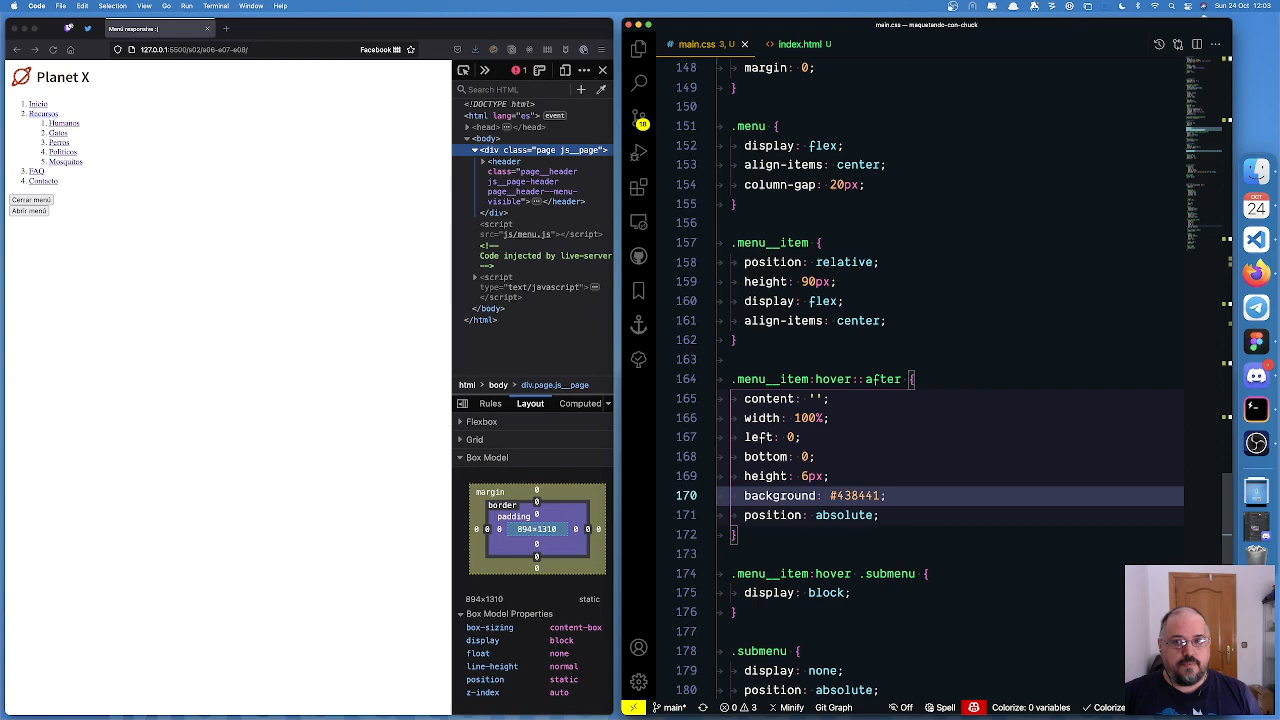 Code File Edit Selection View Go Run Terminal Window Help
Sun 24 Oct 12:03
Menú responsive :(
127.0.0.1:5500/s02/e06-e07-e08/
Facebook
Planet X
1. Inicio
2. Recursos
1. Humanos
2. Gatos
3. Perros
4. Políticos
5. Mosquitos
3. FAQ
4. Contacto
Cerrar menú
Abrir menú
1
Search HTML
<!DOCTYPE html>
<html lang="es"> event
<head> </head>
<body>
<div class="page js__page">
<header
class="page__header
js__page-header
page__header--menu-
visible"> </header>
</div>
<script
src="js/menu.js"></script>
<!--
Code injected by live-server
-->
<script
type="text/javascript">
</script>
</body>
</html>
html > body > div.page.js__page
Rules Layout Computed
Flexbox
Grid
Box Model
margin 0
border 0
padding 0
0 0 0 894×1310 0 0 0
0
0
0
894×1310 static
Box Model Properties
box-sizing content-box
display block
float none
line-height normal
position static
z-index auto
main.css — maquetando-con-chuck
main.css 3, U
index.html U
18
148 margin: 0;
149 }
150
151 .menu {
152 display: flex;
153 align-items: center;
154 column-gap: 20px;
155 }
156
157 .menu__item {
158 position: relative;
159 height: 90px;
160 display: flex;
161 align-items: center;
162 }
163
164 .menu__item:hover::after {
165 content: '';
166 width: 100%;
167 left: 0;
168 bottom: 0;
169 height: 6px;
170 background: #438441;
171 position: absolute;
172 }
173
174 .menu__item:hover .submenu {
175 display: block;
176 }
177
178 .submenu {
179 display: none;
180 position: absolute;
main* 0 3 Minify Git Graph Off Spell Colorize: 0 variables Coloriz
OCT
24